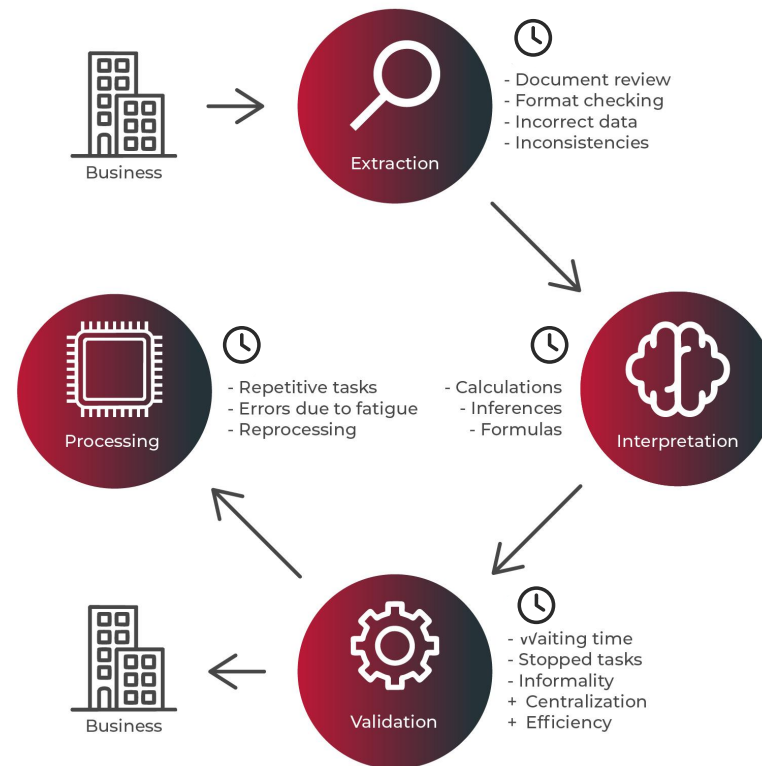 Business
Extraction
- Document review
- Format checking
- Incorrect data
- Inconsistencies
Processing
- Repetitive tasks
- Errors due to fatigue
- Reprocessing
- Calculations
- Inferences
- Formulas
Interpretation
Business
Validation
- Waiting time
- Stopped tasks
- Informality
+ Centralization
+ Efficiency